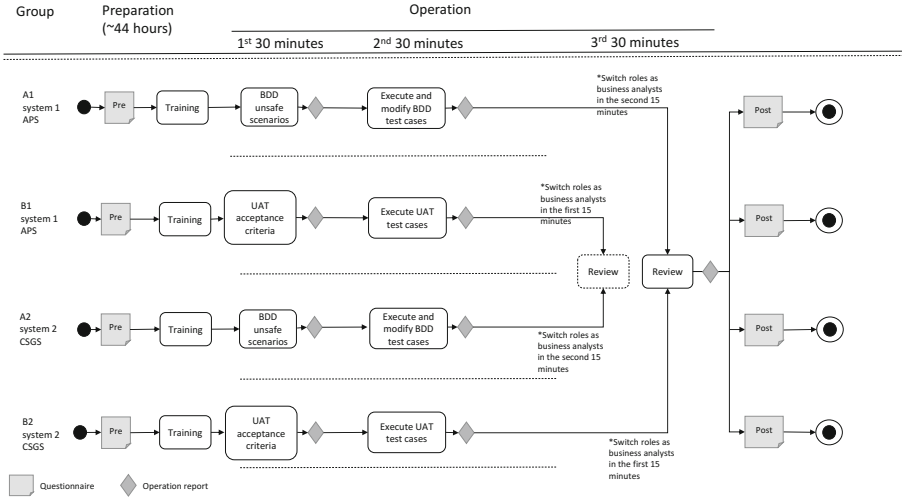 Group
Preparation
(~44 hours)
Operation
1st 30 minutes
2nd 30 minutes
3rd 30 minutes
A1
system 1
APS
Pre
Training
BDD
unsafe
scenarios
Execute and
modify BDD
test cases
*Switch roles as
business analysts
in the second 15
minutes
Post
B1
system 1
APS
Pre
Training
UAT
acceptance
criteria
Execute UAT
test cases
*Switch roles as
business analysts
in the first 15
minutes
Post
Review
Review
A2
system 2
CSGS
Pre
Training
BDD
unsafe
scenarios
Execute and
modify BDD
test cases
*Switch roles as
business analysts
in the second 15
minutes
Post
B2
system 2
CSGS
Pre
Training
UAT
acceptance
criteria
Execute UAT
test cases
*Switch roles as
business analysts
in the first 15
minutes
Post
Questionnaire
Operation report